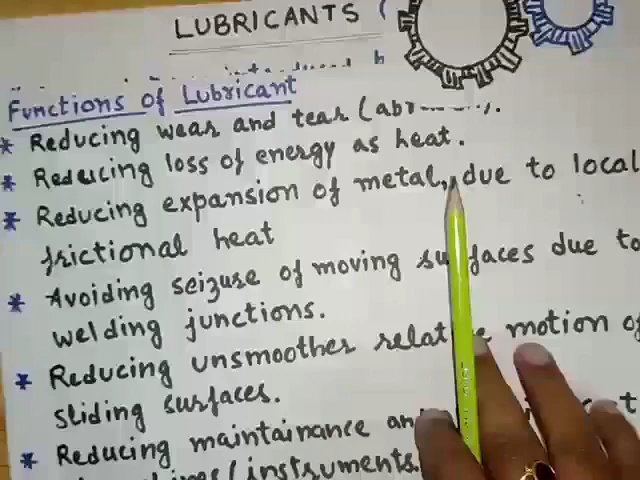 LUBRICANTS (
Functions of Lubricant
* Reducing wear and tear
* Reducing loss of energy as heat.
* Reducing expansion of metal, due to local
frictional heat
* Avoiding seizure of moving surfaces due to
welding junctions.
* Reducing unsmoother relative motion of
sliding surfaces.
* Reducing maintainance
/instruments.